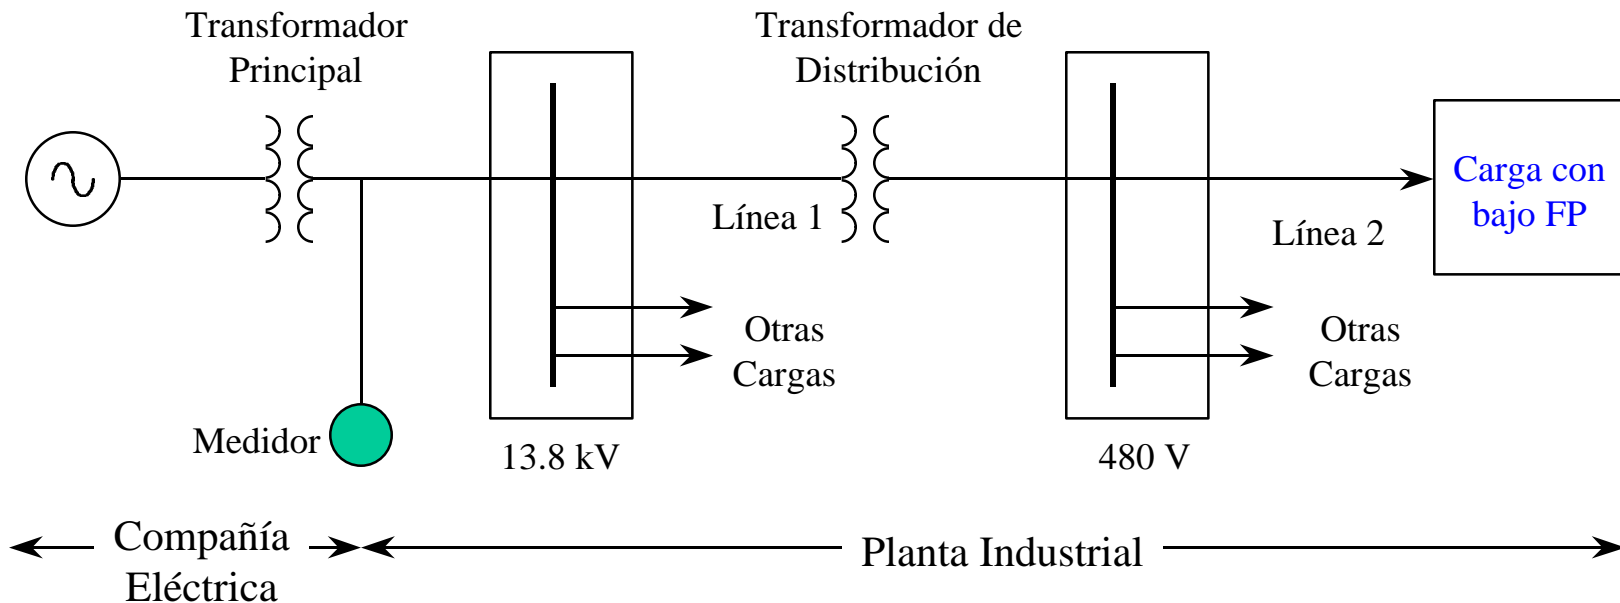 Transformador
Principal
Transformador de
Distribución
Carga con
bajo FP
Línea 1
Línea 2
Otras
Cargas
Otras
Cargas
Medidor
13.8 kV
480 V
Compañía
Eléctrica
Planta Industrial